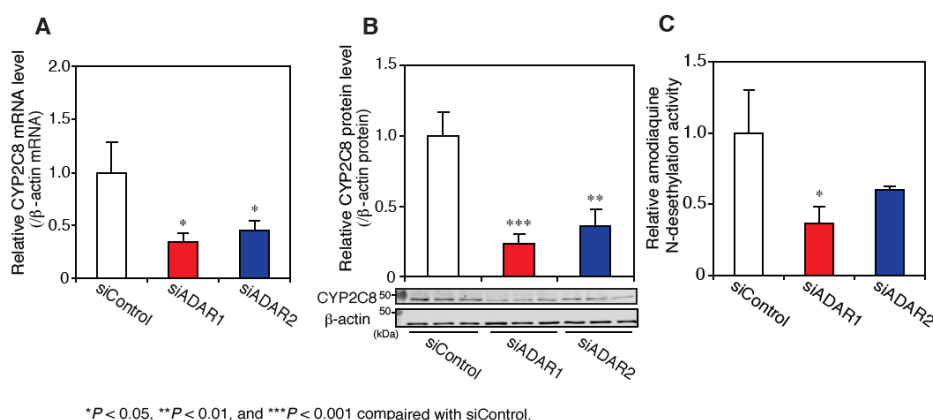 A
Relative CYP2C8 mRNA level
(/β-actin mRNA)
2.0
1.5
1.0
0.5
0
*
*
siControl
siADAR1
siADAR2
B
Relative CYP2C8 protein level
(/β-actin protein)
1.5
1.0
0.5
0
***
**
CYP2C8
50
β-actin
50
(kDa)
siControl
siADAR1
siADAR2
C
Relative amodiaquine
N-desethylation activity
1.5
1.0
0.5
0
*
siControl
siADAR1
siADAR2
*P < 0.05, **P < 0.01, and ***P < 0.001 compaired with siControl.